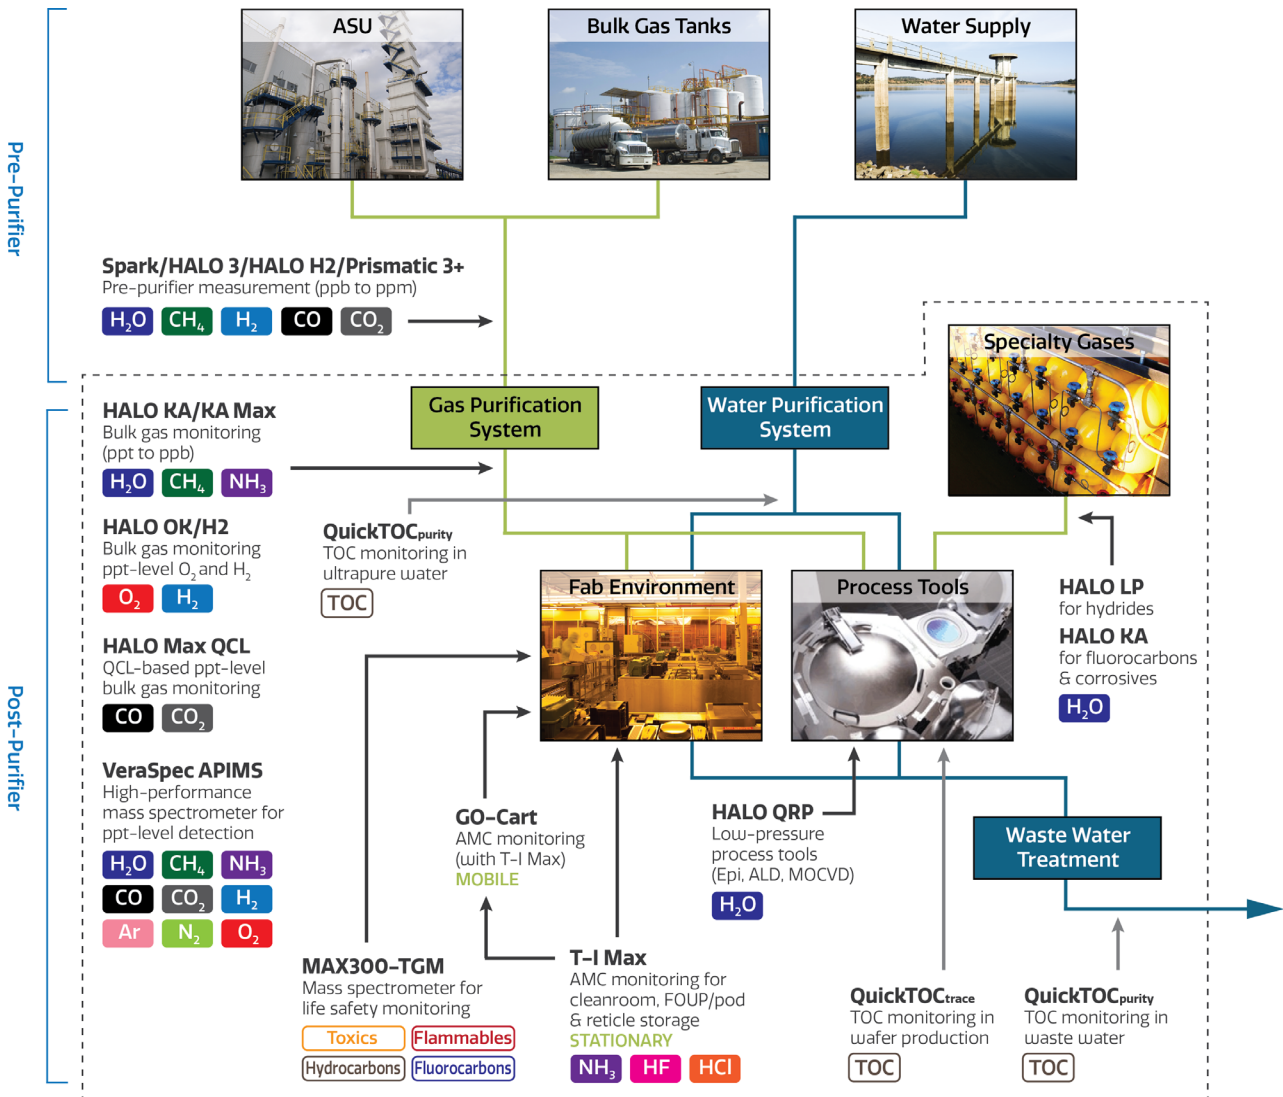 ASU
Bulk Gas Tanks
Water Supply
Pre-Purifier
Spark/HALO 3/HALO H2/Prismatic 3+
Pre-purifier measurement (ppb to ppm)
H₂O CH₄ H₂ CO CO₂
Specialty Gases
Gas Purification
System
Water Purification
System
Post-Purifier
HALO KA/KA Max
Bulk gas monitoring
(ppt to ppb)
H₂O CH₄ NH₃
HALO OK/H2
Bulk gas monitoring
ppt-level O₂ and H₂
O₂ H₂
HALO Max QCL
QCL-based ppt-level
bulk gas monitoring
CO CO₂
VeraSpec APIMS
High-performance
mass spectrometer for
ppt-level detection
H₂O CH₄ NH₃
CO CO₂ H₂
Ar N₂ O₂
QuickTOCpurity
TOC monitoring in
ultrapure water
TOC
Fab Environment
Process Tools
HALO LP
for hydrides
HALO KA
for fluorocarbons
& corrosives
H₂O
GO-Cart
AMC monitoring
(with T-I Max)
MOBILE
HALO QRP
Low-pressure
process tools
(Epi, ALD, MOCVD)
H₂O
Waste Water
Treatment
MAX300-TGM
Mass spectrometer for
life safety monitoring
Toxics Flammables
Hydrocarbons Fluorocarbons
T-I Max
AMC monitoring for
cleanroom, FOUP/pod
& reticle storage
STATIONARY
NH₃ HF HCl
QuickTOCtrace
TOC monitoring in
wafer production
TOC
QuickTOCpurity
TOC monitoring in
waste water
TOC